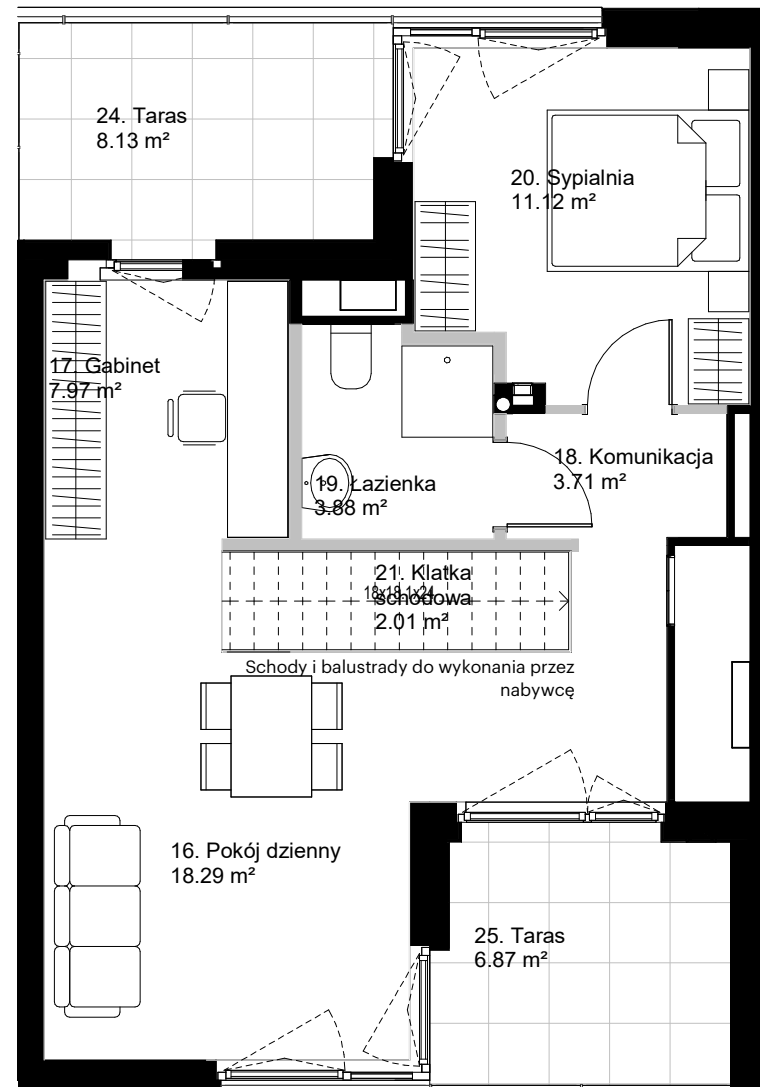 24. Taras
8.13 m²
20. Sypialnia
11.12 m²
17. Gabinet
7.97 m²
18. Komunikacja
3.71 m²
19. Łazienka
3.88 m²
21. Klatka
schodowa
18x18.1x24
2.01 m²
Schody i balustrady do wykonania przez
nabywcę
16. Pokój dzienny
18.29 m²
25. Taras
6.87 m²